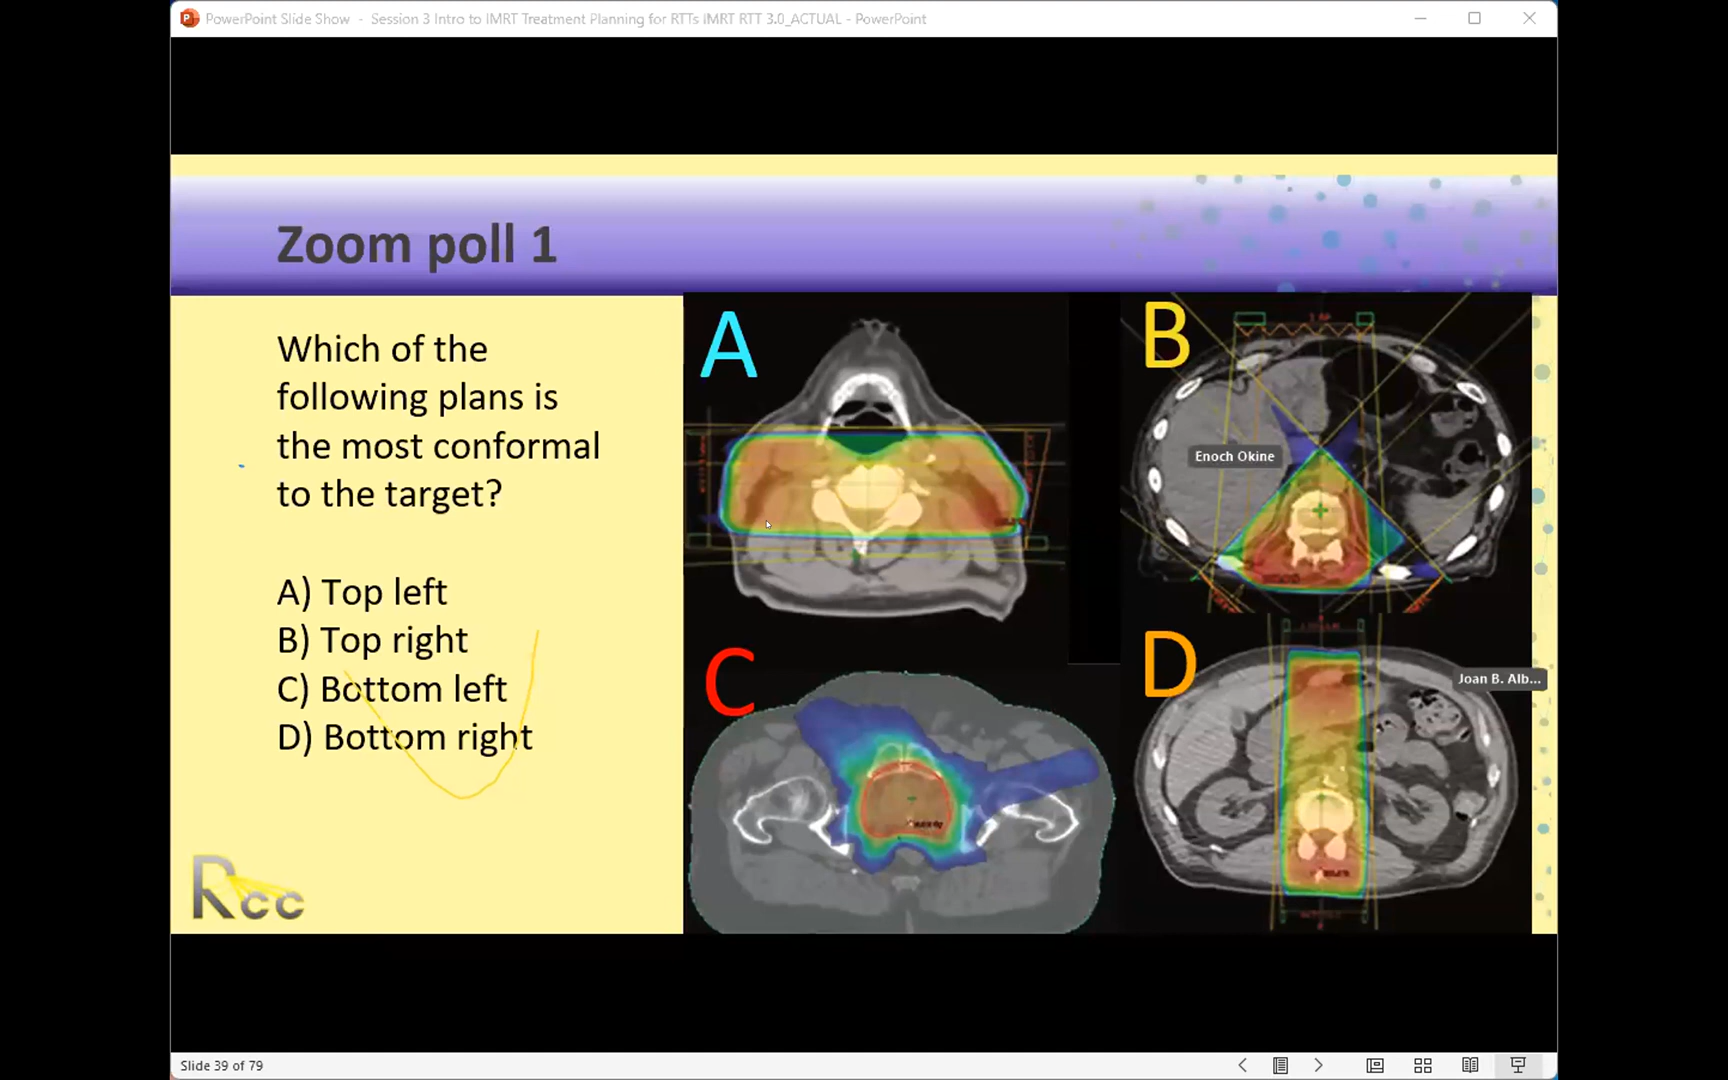 PowerPoint Slide Show - Session 3 Intro to IMRT Treatment Planning for RTTs IMRT RTT 3.0_ACTUAL - PowerPoint
Zoom poll 1
Which of the
following plans is
the most conformal
to the target?
A) Top left
B) Top right
C) Bottom left
D) Bottom right
A
B
Enoch Okine
C
D
Joan B. Alb...
Rcc
Slide 39 of 79